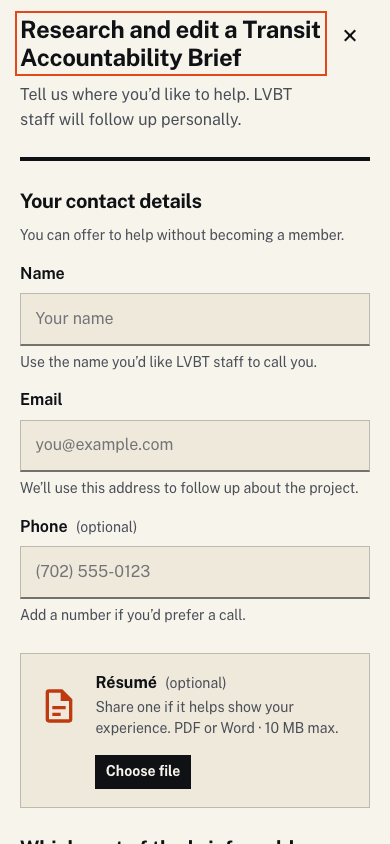 Research and edit a Transit
Accountability Brief
Tell us where you’d like to help. LVBT
staff will follow up personally.
Your contact details
You can offer to help without becoming a member.
Name
Your name
Use the name you’d like LVBT staff to call you.
Email
you@example.com
We’ll use this address to follow up about the project.
Phone (optional)
(702) 555-0123
Add a number if you’d prefer a call.
Résumé (optional)
Share one if it helps show your
experience. PDF or Word · 10 MB max.
Choose file